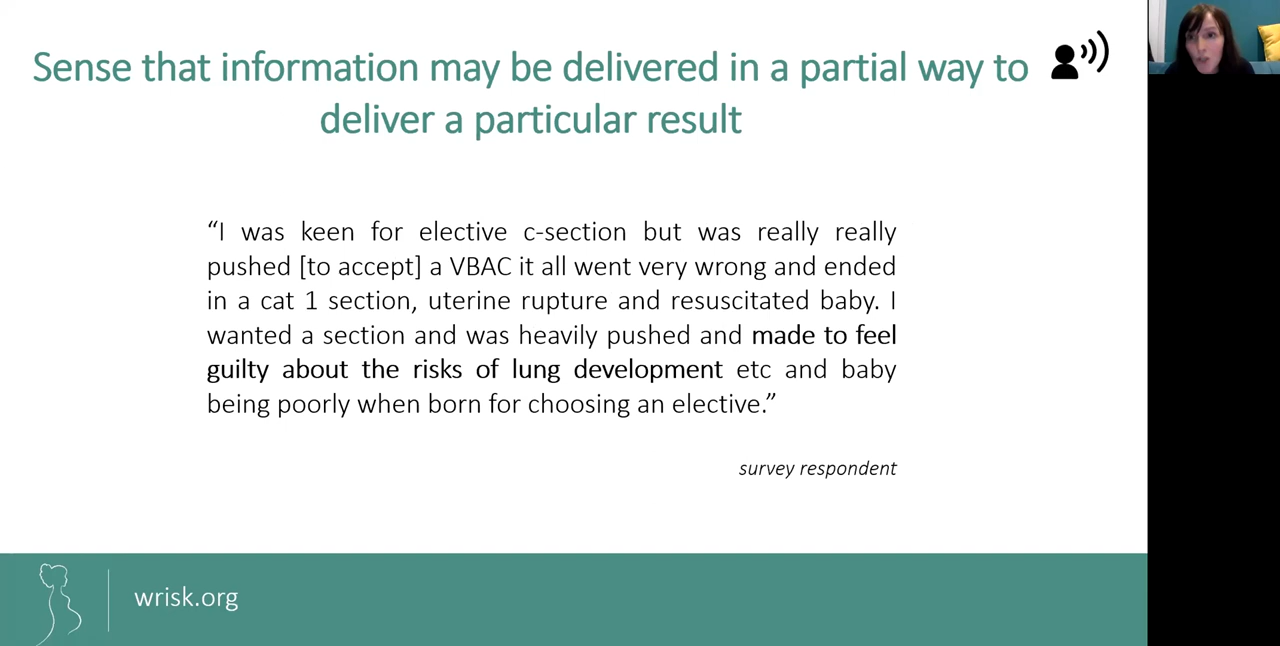 Sense that information may be delivered in a partial way to
deliver a particular result
“I was keen for elective c-section but was really really
pushed [to accept] a VBAC it all went very wrong and ended
in a cat 1 section, uterine rupture and resuscitated baby. I
wanted a section and was heavily pushed and made to feel
guilty about the risks of lung development etc and baby
being poorly when born for choosing an elective.”
survey respondent
wrisk.org